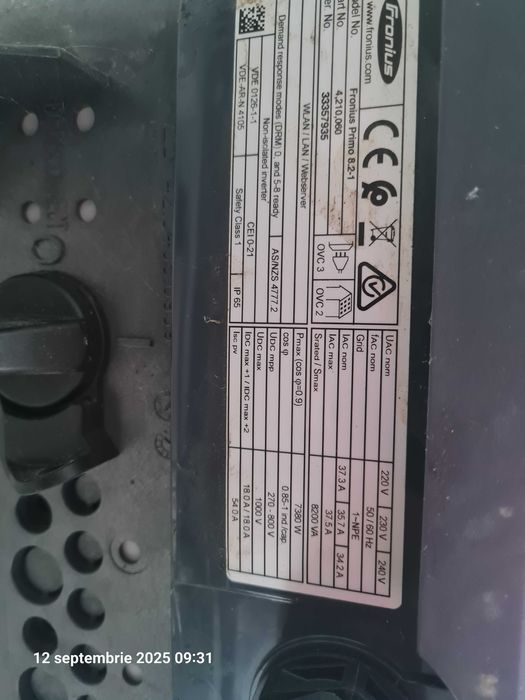 Fronius
www.fronius.com
del No. Fronius Primo 8.2-1
art No. 4,210,060
er. No. 33357935
WLAN / LAN / Webserver
Demand response modes (DRM) 0, and 5-8 ready
Non-isolated inverter
VDE 0126-1-1
VDE-AR-N 4105
CE
OVC 3
OVC 2
AS/NZS 4777.2
CEI 0-21
Safety Class 1
IP 65
UAC nom 220 V 230 V 240 V
fAC nom 50 / 60 Hz
Grid 1~NPE
IAC nom 37.3 A 35.7 A 34.2 A
IAC max 37.5 A
Srated / Smax 8200 VA
Pmax (cos φ=0.9) 7380 W
cos φ 0.85-1 ind./cap.
UDC mpp 270 - 800 V
UDC max 1000 V
IDC max +1 / IDC max +2 18.0 A / 18.0 A
Isc pv 54.0 A
12 septembrie 2025 09:31